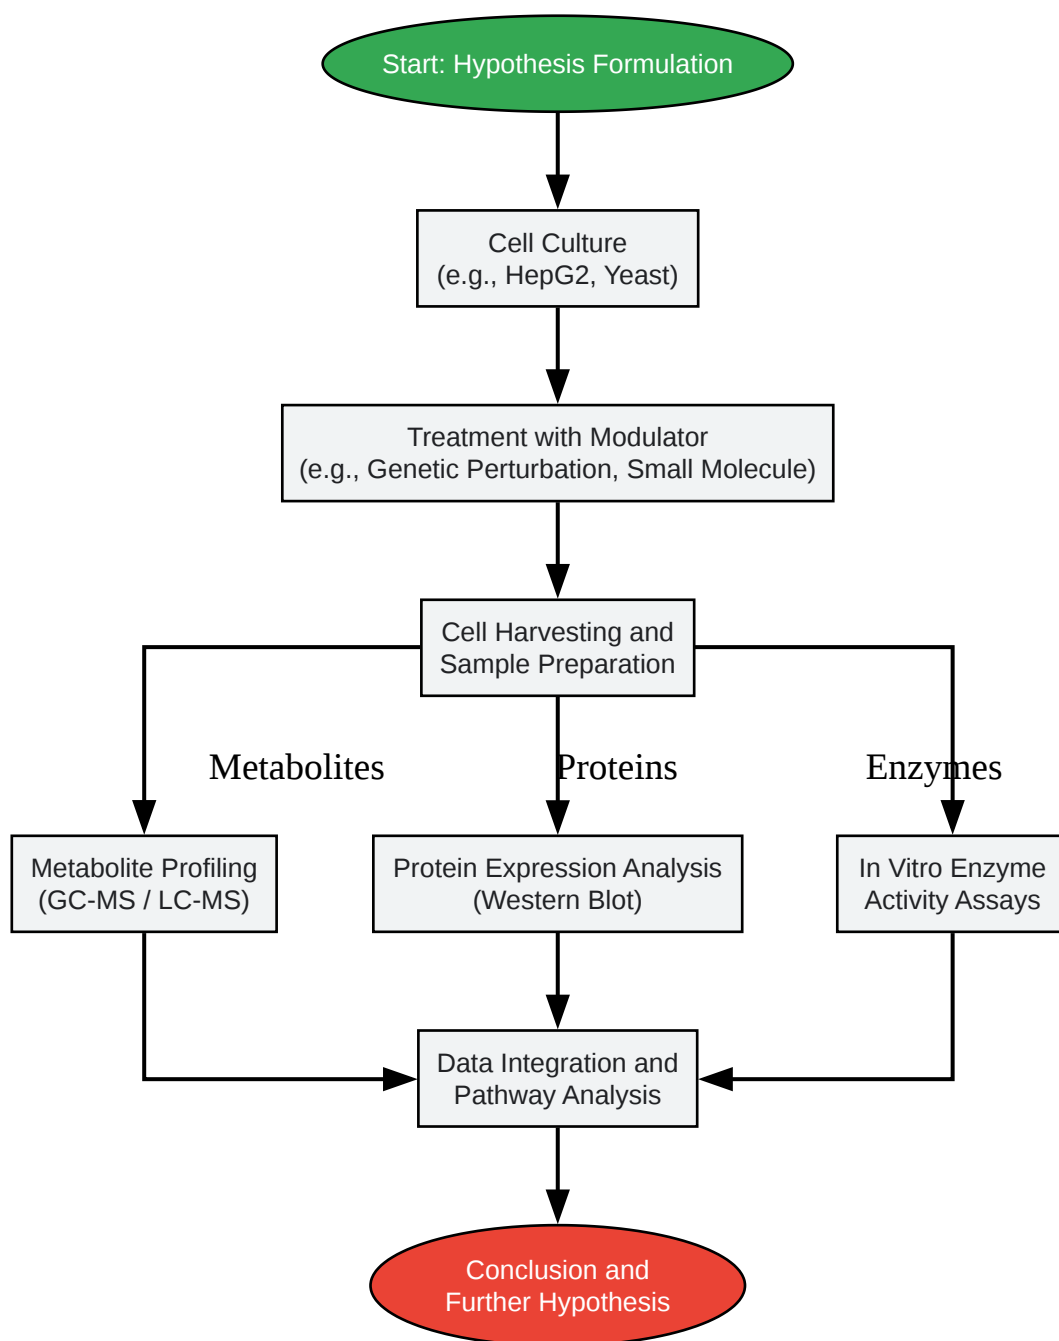 Start: Hypothesis Formulation
Cell Culture
(e.g., HepG2, Yeast)
Treatment with Modulator
(e.g., Genetic Perturbation, Small Molecule)
Cell Harvesting and
Sample Preparation
Metabolites
Proteins
Enzymes
Metabolite Profiling
(GC-MS / LC-MS)
Protein Expression Analysis
(Western Blot)
In Vitro Enzyme
Activity Assays
Data Integration and
Pathway Analysis
Conclusion and
Further Hypothesis